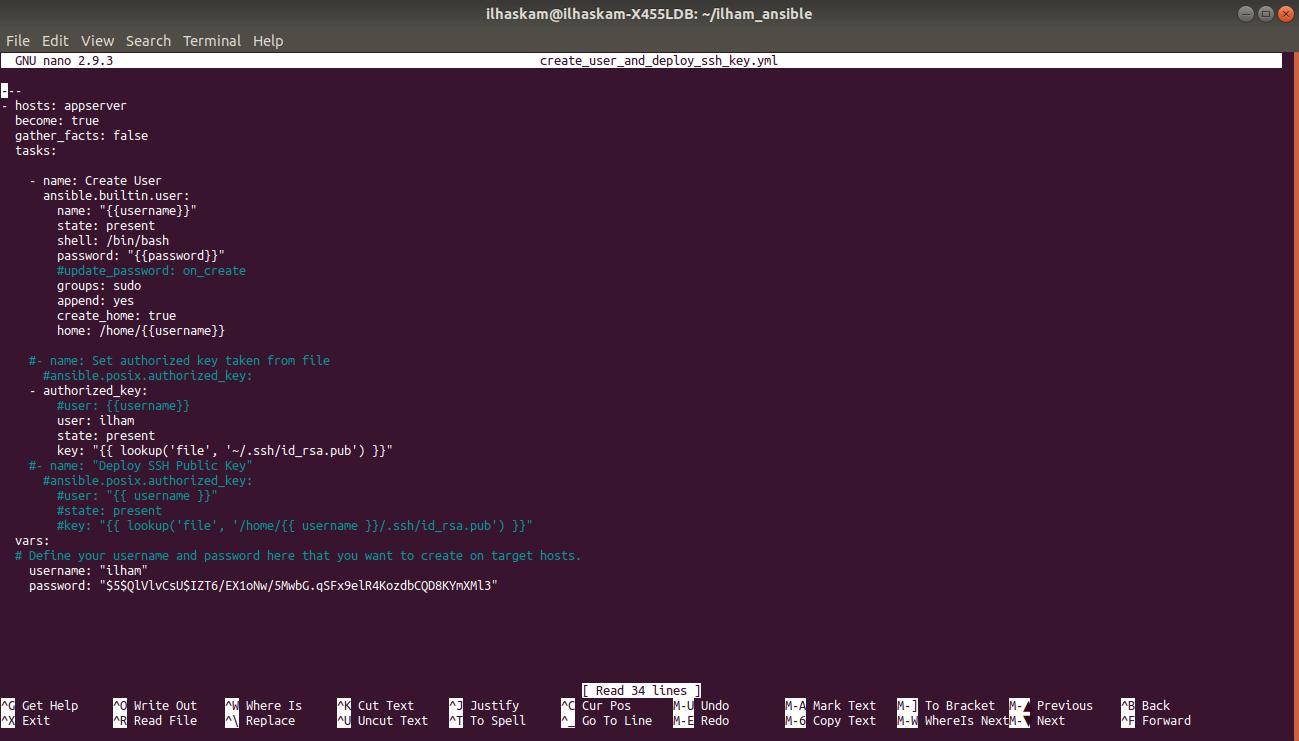 ilhaskam@ilhaskam-X455LDB: ~/ilham_ansible
File Edit View Search Terminal Help
GNU nano 2.9.3 create_user_and_deploy_ssh_key.yml
---
- hosts: appserver
  become: true
  gather_facts: false
  tasks:

    - name: Create User
      ansible.builtin.user:
        name: "{{username}}"
        state: present
        shell: /bin/bash
        password: "{{password}}"
        #update_password: on_create
        groups: sudo
        append: yes
        create_home: true
        home: /home/{{username}}

    #- name: Set authorized key taken from file
      #ansible.posix.authorized_key:
    - authorized_key:
        #user: {{username}}
        user: ilham
        state: present
        key: "{{ lookup('file', '~/.ssh/id_rsa.pub') }}"
    #- name: "Deploy SSH Public Key"
      #ansible.posix.authorized_key:
        #user: "{{ username }}"
        #state: present
        #key: "{{ lookup('file', '/home/{{ username }}/.ssh/id_rsa.pub') }}"
  vars:
  # Define your username and password here that you want to create on target hosts.
    username: "ilham"
    password: "$5$QlVlvCsU$IZT6/EX1oNw/5MwbG.qSFx9elR4KozdbCQD8KYmXMl3"
[ Read 34 lines ]
^G Get Help ^O Write Out ^W Where Is ^K Cut Text ^J Justify ^C Cur Pos M-U Undo M-A Mark Text M-] To Bracket M-▲ Previous ^B Back
^X Exit ^R Read File ^\ Replace ^U Uncut Text ^T To Spell ^_ Go To Line M-E Redo M-6 Copy Text M-W WhereIs Next M-▼ Next ^F Forward